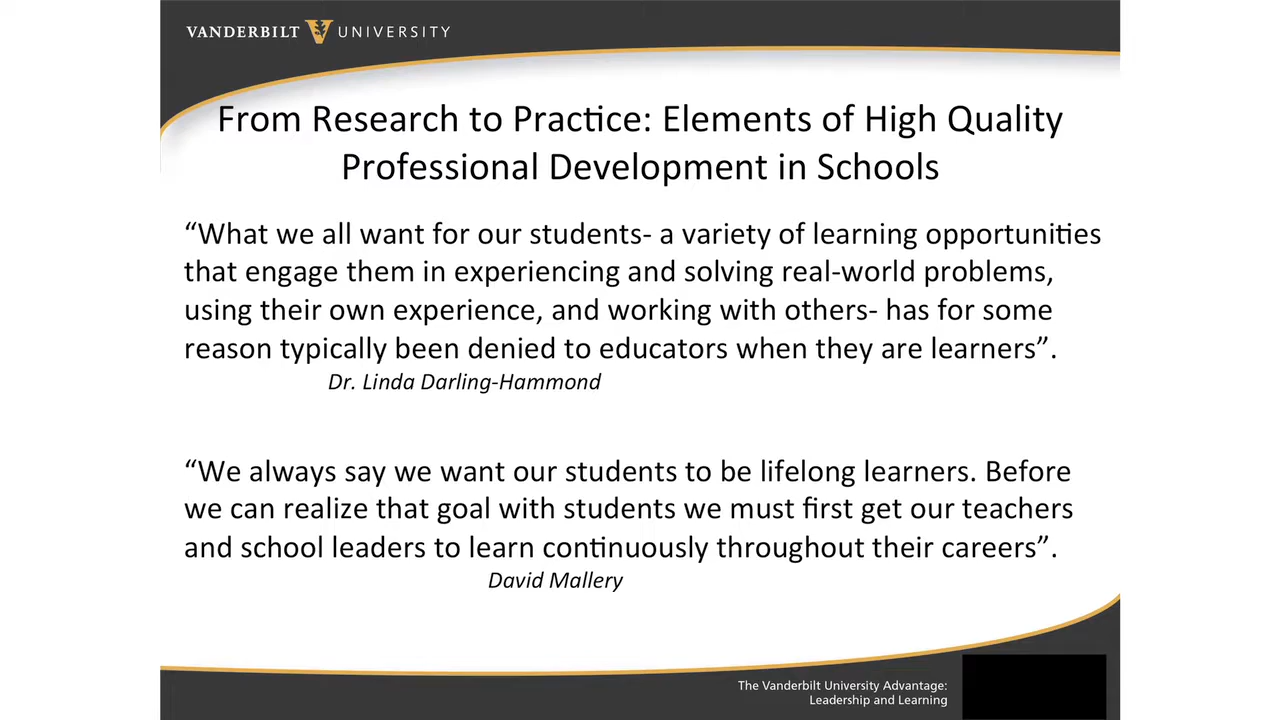 VANDERBILT UNIVERSITY
From Research to Practice: Elements of High Quality
Professional Development in Schools
“What we all want for our students- a variety of learning opportunities
that engage them in experiencing and solving real-world problems,
using their own experience, and working with others- has for some
reason typically been denied to educators when they are learners”.
Dr. Linda Darling-Hammond
“We always say we want our students to be lifelong learners. Before
we can realize that goal with students we must first get our teachers
and school leaders to learn continuously throughout their careers”.
David Mallery
The Vanderbilt University Advantage:
Leadership and Learning